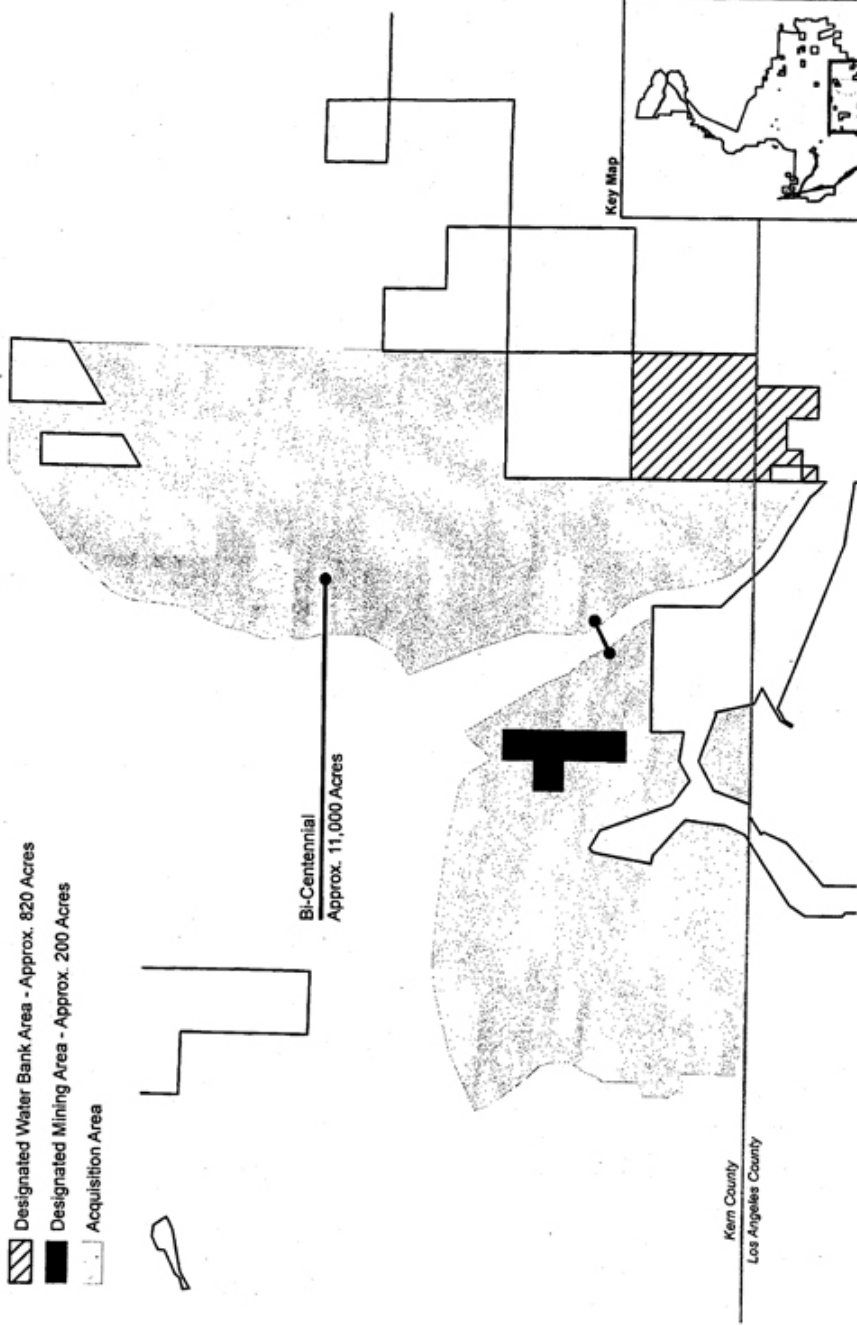 Designated Water Bank Area - Approx. 820 Acres
Designated Mining Area - Approx. 200 Acres
Acquisition Area
Bi-Centennial
Approx. 11,000 Acres
Key Map
Kern County
Los Angeles County